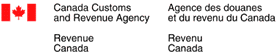 Canada Customs
and Revenue Agency
Agence des douanes
et du revenu du Canada
Revenue
Canada
Revenu
Canada